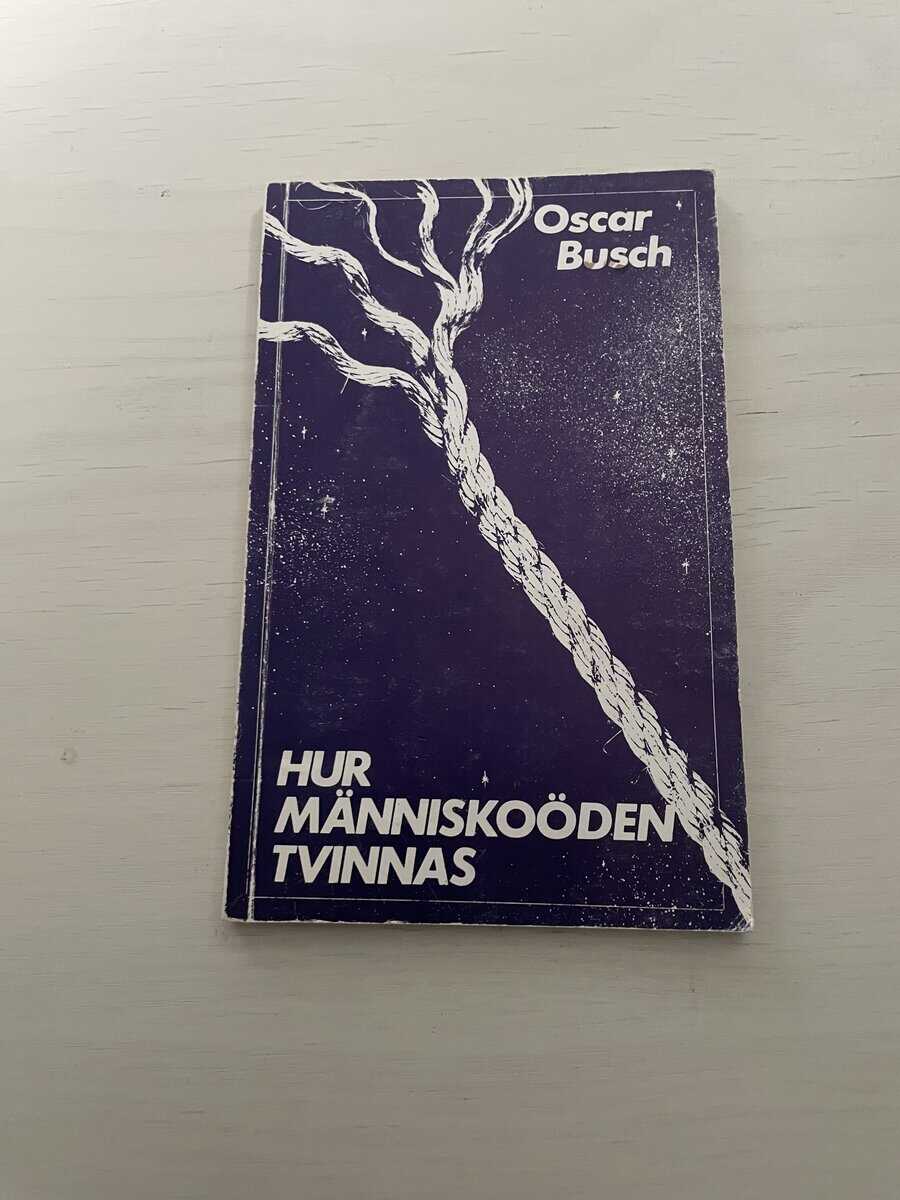 Oscar
Busch
HUR
MÄNNISKOÖDEN
TVINNAS